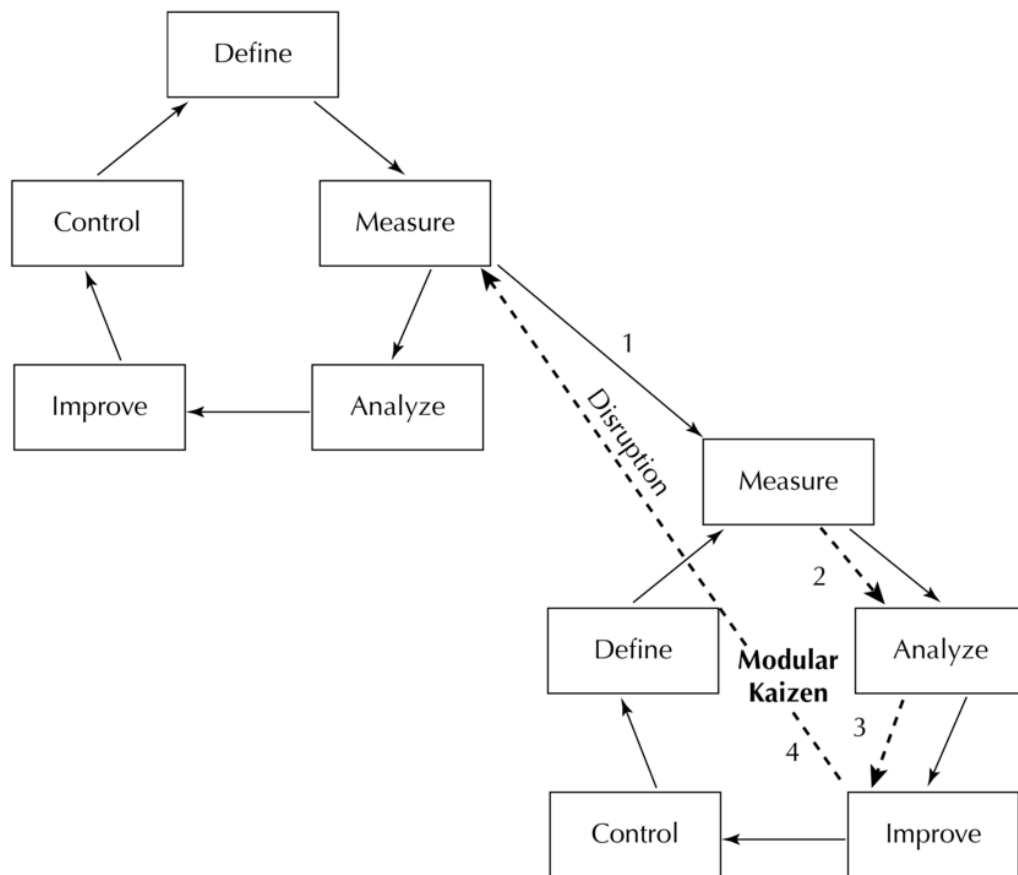 Define
Control
Measure
Improve
Analyze
1
Disruption
Measure
2
Define
Modular
Kaizen
Analyze
3
4
Control
Improve